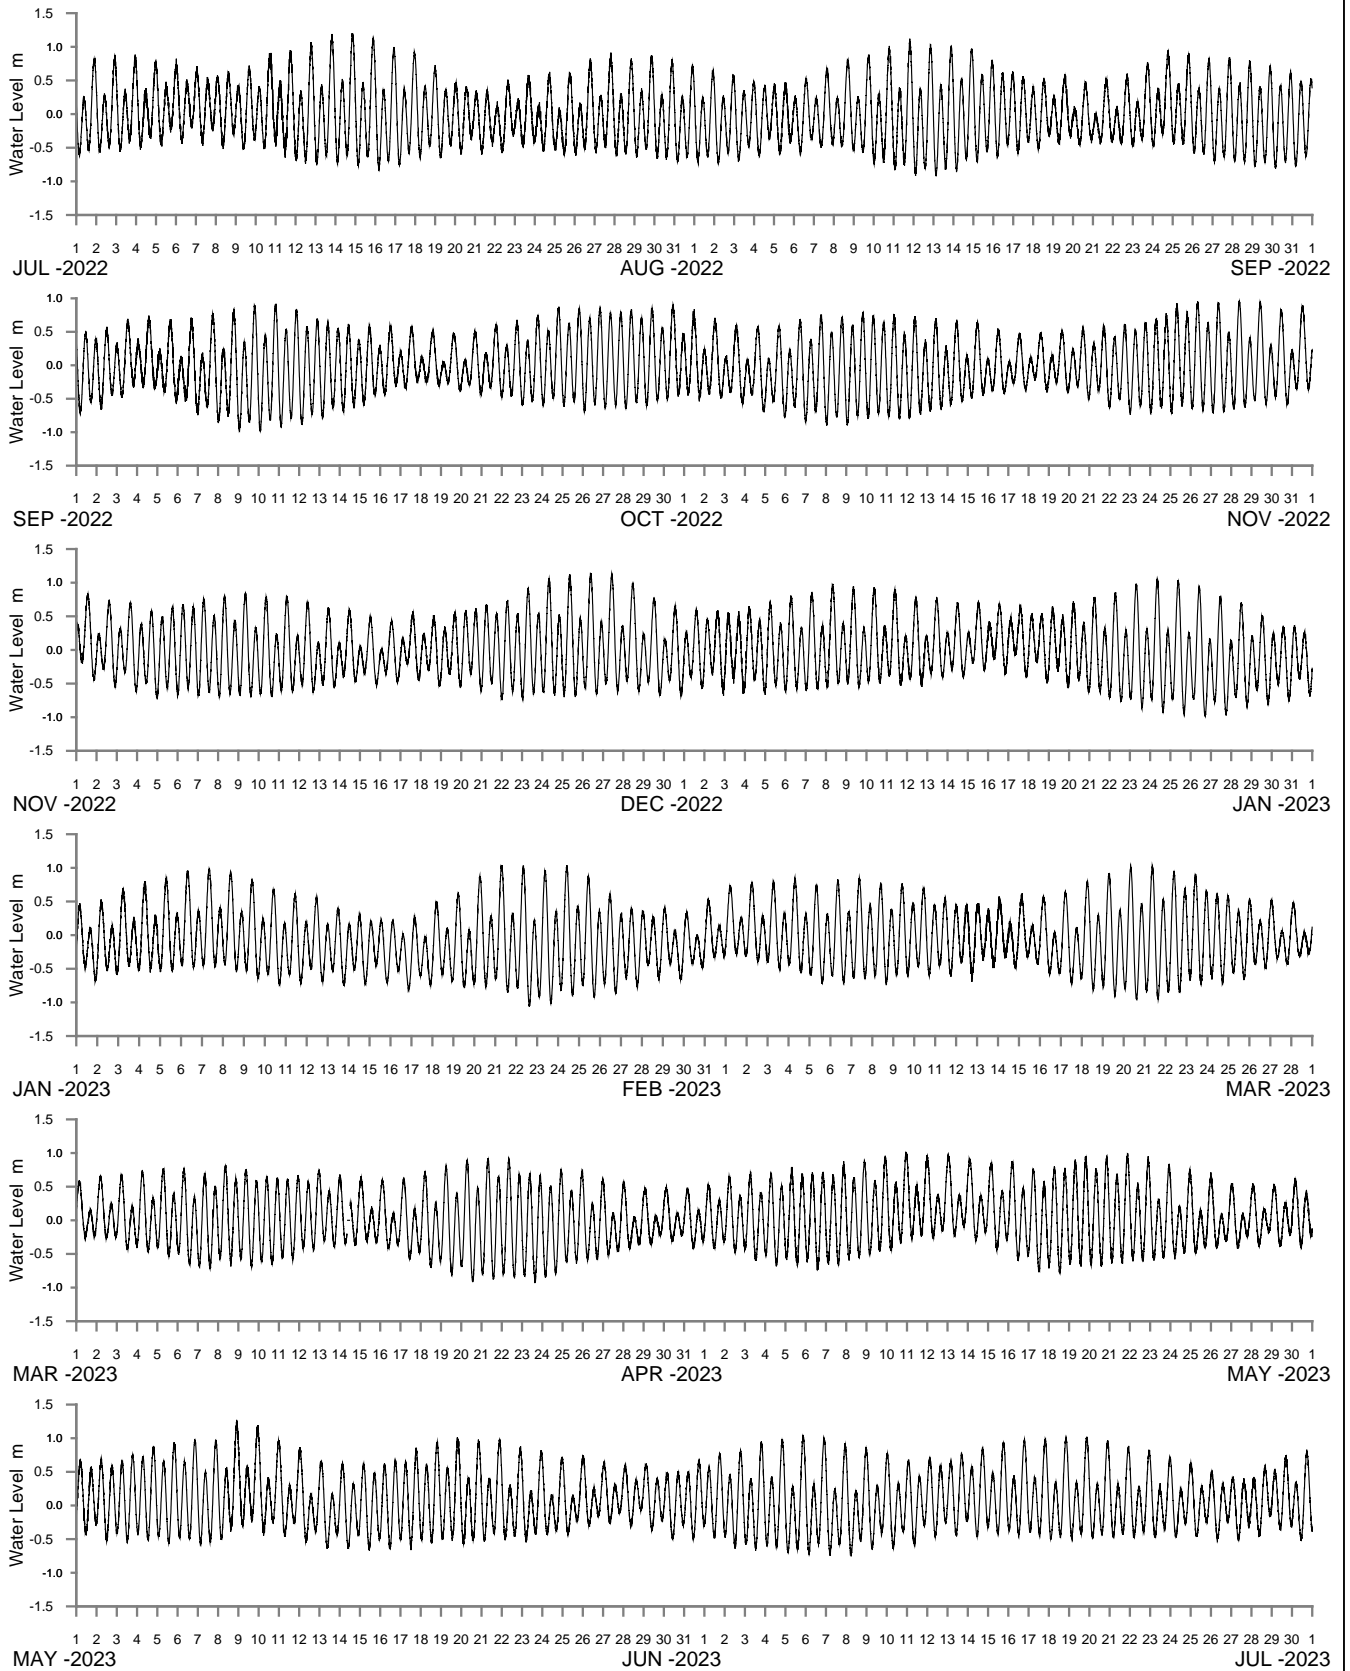 1.5
1.0
0.5
0.0
-0.5
-1.0
-1.5
Water Level m
1 2 3 4 5 6 7 8 9 10 11 12 13 14 15 16 17 18 19 20 21 22 23 24 25 26 27 28 29 30 31 1 2 3 4 5 6 7 8 9 10 11 12 13 14 15 16 17 18 19 20 21 22 23 24 25 26 27 28 29 30 31 1
JUL -2022 AUG -2022 SEP -2022
1.0
0.5
0.0
-0.5
-1.0
-1.5
Water Level m
1 2 3 4 5 6 7 8 9 10 11 12 13 14 15 16 17 18 19 20 21 22 23 24 25 26 27 28 29 30 1 2 3 4 5 6 7 8 9 10 11 12 13 14 15 16 17 18 19 20 21 22 23 24 25 26 27 28 29 30 31 1
SEP -2022 OCT -2022 NOV -2022
1.5
1.0
0.5
0.0
-0.5
-1.0
-1.5
Water Level m
1 2 3 4 5 6 7 8 9 10 11 12 13 14 15 16 17 18 19 20 21 22 23 24 25 26 27 28 29 30 1 2 3 4 5 6 7 8 9 10 11 12 13 14 15 16 17 18 19 20 21 22 23 24 25 26 27 28 29 30 31 1
NOV -2022 DEC -2022 JAN -2023
1.5
1.0
0.5
0.0
-0.5
-1.0
-1.5
Water Level m
1 2 3 4 5 6 7 8 9 10 11 12 13 14 15 16 17 18 19 20 21 22 23 24 25 26 27 28 29 30 31 1 2 3 4 5 6 7 8 9 10 11 12 13 14 15 16 17 18 19 20 21 22 23 24 25 26 27 28 1
JAN -2023 FEB -2023 MAR -2023
1.5
1.0
0.5
0.0
-0.5
-1.0
-1.5
Water Level m
1 2 3 4 5 6 7 8 9 10 11 12 13 14 15 16 17 18 19 20 21 22 23 24 25 26 27 28 29 30 31 1 2 3 4 5 6 7 8 9 10 11 12 13 14 15 16 17 18 19 20 21 22 23 24 25 26 27 28 29 30 1
MAR -2023 APR -2023 MAY -2023
1.5
1.0
0.5
0.0
-0.5
-1.0
-1.5
Water Level m
1 2 3 4 5 6 7 8 9 10 11 12 13 14 15 16 17 18 19 20 21 22 23 24 25 26 27 28 29 30 31 1 2 3 4 5 6 7 8 9 10 11 12 13 14 15 16 17 18 19 20 21 22 23 24 25 26 27 28 29 30 1
MAY -2023 JUN -2023 JUL -2023